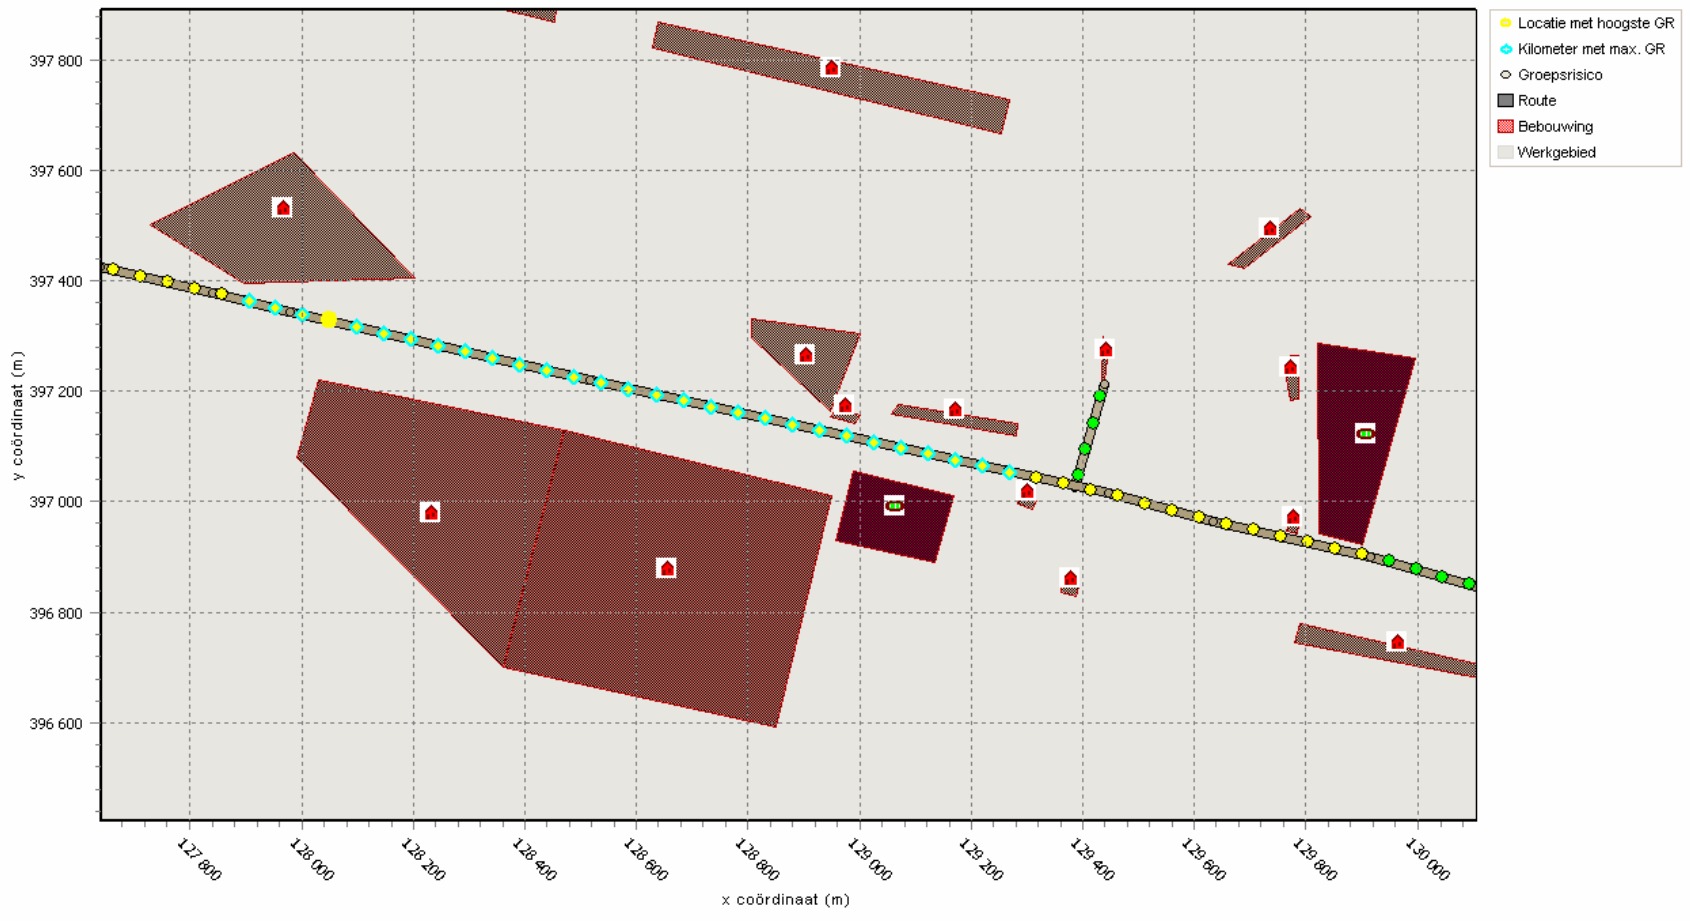 Locatie met hoogste GR
Kilometer met max. GR
Groepsrisico
Route
Bebouwing
Werkgebied
397 800
397 600
397 400
397 200
397 000
396 800
396 600
y coördinaat (m)
127 800
128 000
128 200
128 400
128 600
128 800
129 000
129 200
129 400
129 600
129 800
130 000
x coördinaat (m)